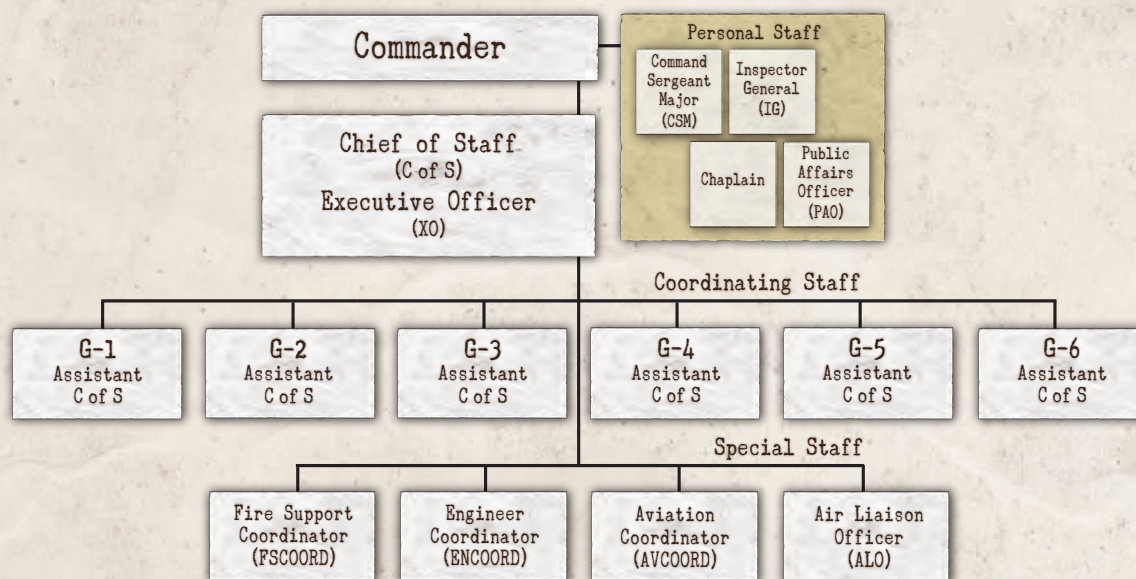 Commander
Personal Staff
Command
Sergeant
Major
(CSM)
Inspector
General
(IG)
Chaplain
Public
Affairs
Officer
(PAO)
Chief of Staff
(C of S)
Executive Officer
(XO)
Coordinating Staff
G-1
Assistant
C of S
G-2
Assistant
C of S
G-3
Assistant
C of S
G-4
Assistant
C of S
G-5
Assistant
C of S
G-6
Assistant
C of S
Special Staff
Fire Support
Coordinator
(FSCOORD)
Engineer
Coordinator
(ENCOORD)
Aviation
Coordinator
(AVCOORD)
Air Liaison
Officer
(ALO)